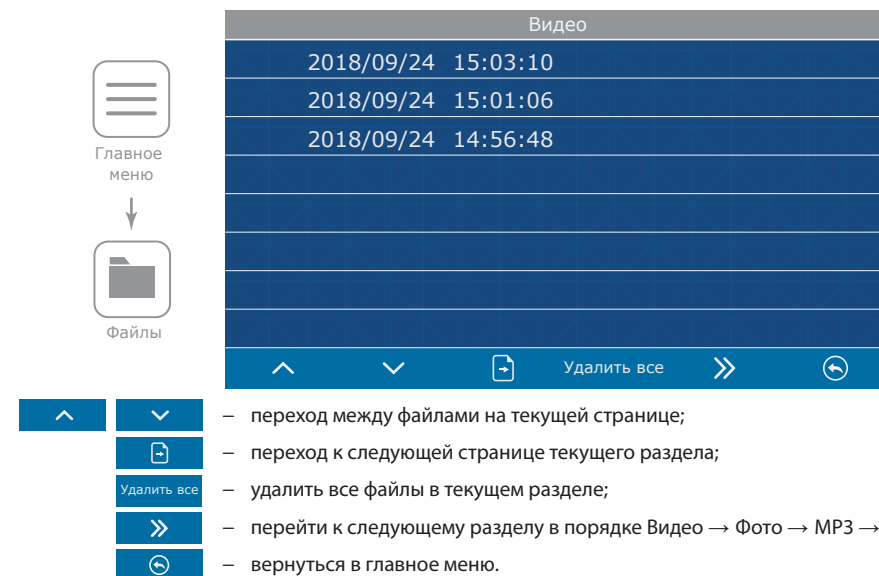 Видео
2018/09/24 15:03:10
2018/09/24 15:01:06
2018/09/24 14:56:48
Главное
меню
Файлы
Удалить все
– переход между файлами на текущей странице;
– переход к следующей странице текущего раздела;
Удалить все – удалить все файлы в текущем разделе;
– перейти к следующему разделу в порядке Видео → Фото → MP3 →
– вернуться в главное меню.